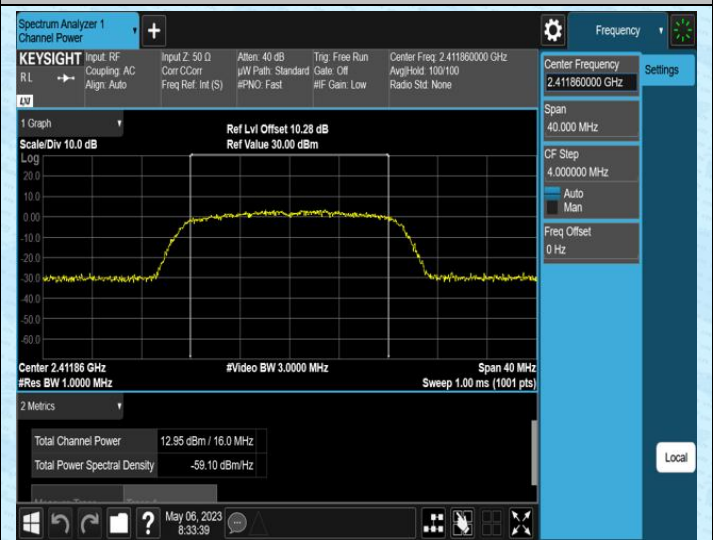 Spectrum Analyzer 1
Channel Power
+
Frequency
KEYSIGHT
RL
LXI
Input: RF
Coupling: AC
Align: Auto
Input Z: 50 Ω
Corr CCorr
Freq Ref: Int (S)
Atten: 40 dB
µW Path: Standard
#PNO: Fast
Trig: Free Run
Gate: Off
#IF Gain: Low
Center Freq: 2.411860000 GHz
Avg|Hold: 100/100
Radio Std: None
Center Frequency
2.411860000 GHz
Settings
Span
40.000 MHz
CF Step
4.000000 MHz
Auto
Man
Freq Offset
0 Hz
1 Graph
Scale/Div 10.0 dB
Ref Lvl Offset 10.28 dB
Ref Value 30.00 dBm
Log
20.0
10.0
0.00
-10.0
-20.0
-30.0
-40.0
-50.0
-60.0
Center 2.41186 GHz
#Res BW 1.0000 MHz
#Video BW 3.0000 MHz
Span 40 MHz
Sweep 1.00 ms (1001 pts)
2 Metrics
Total Channel Power 12.95 dBm / 16.0 MHz
Total Power Spectral Density -59.10 dBm/Hz
Local
?
May 06, 2023
8:33:39